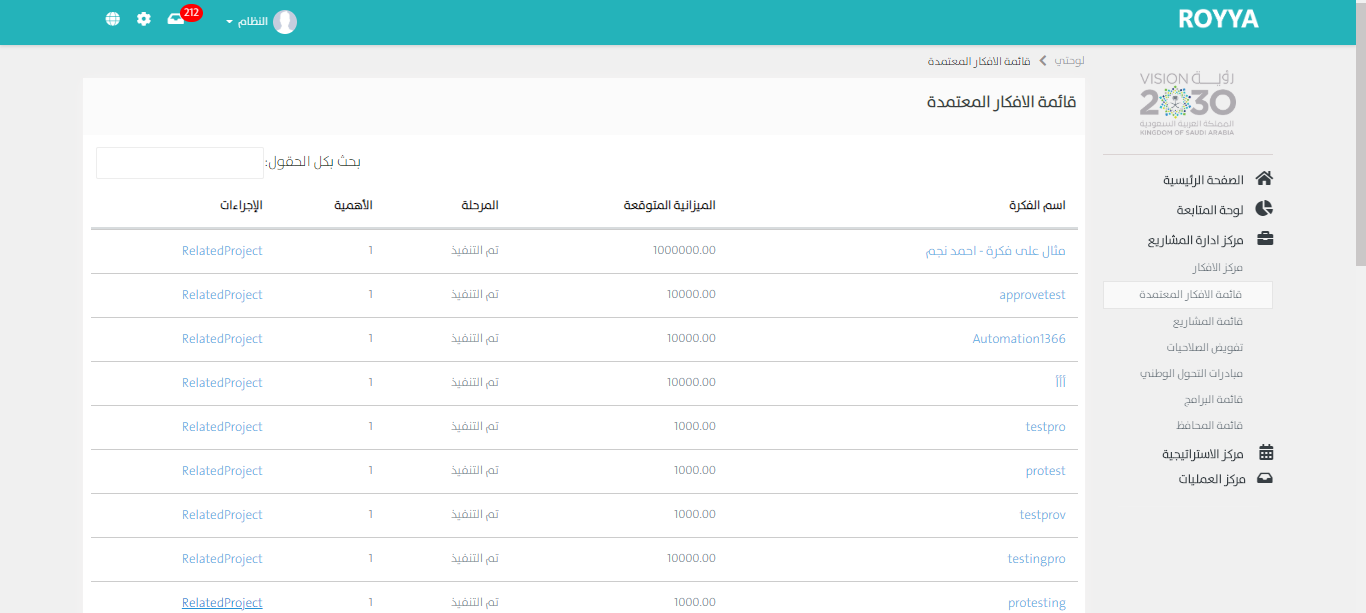 ROYYA
النظام
212
لوحتي
قائمة الافكار المعتمدة
قائمة الافكار المعتمدة
رؤيـــة VISION
2030
المملكة العربية السعودية
KINGDOM OF SAUDI ARABIA
الصفحة الرئيسية
لوحة المتابعة
مركز ادارة المشاريع
مركز الافكار
قائمة الافكار المعتمدة
قائمة المشاريع
تفويض الصلاحيات
مبادرات التحول الوطني
قائمة البرامج
قائمة المحافظ
مركز الاستراتيجية
مركز العمليات
بحث بكل الحقول:
اسم الفكرة الميزانية المتوقعة المرحلة الأهمية الإجراءات
مثال على فكرة - احمد نجم 1000000.00 تم التنفيذ 1 RelatedProject
approvetest 10000.00 تم التنفيذ 1 RelatedProject
Automation1366 10000.00 تم التنفيذ 1 RelatedProject
أأأ 10000.00 تم التنفيذ 1 RelatedProject
testpro 1000.00 تم التنفيذ 1 RelatedProject
protest 1000.00 تم التنفيذ 1 RelatedProject
testprov 1000.00 تم التنفيذ 1 RelatedProject
testingpro 10000.00 تم التنفيذ 1 RelatedProject
protesting 1000.00 تم التنفيذ 1 RelatedProject